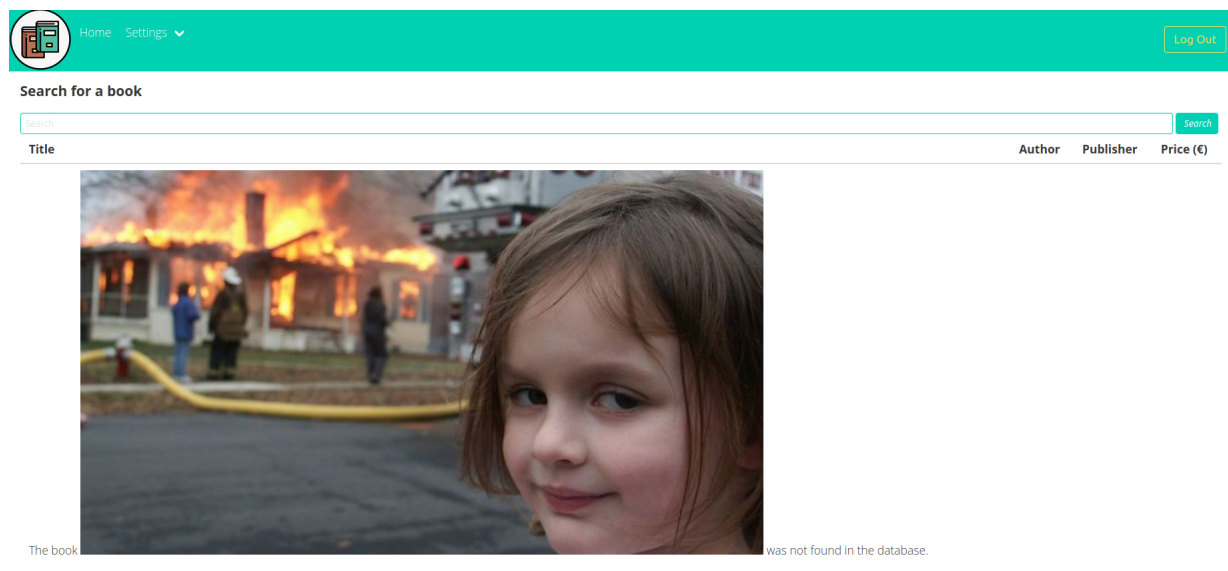 Home Settings Log Out
Search for a book
Search Search
Title Author Publisher Price (€)
The book was not found in the database.